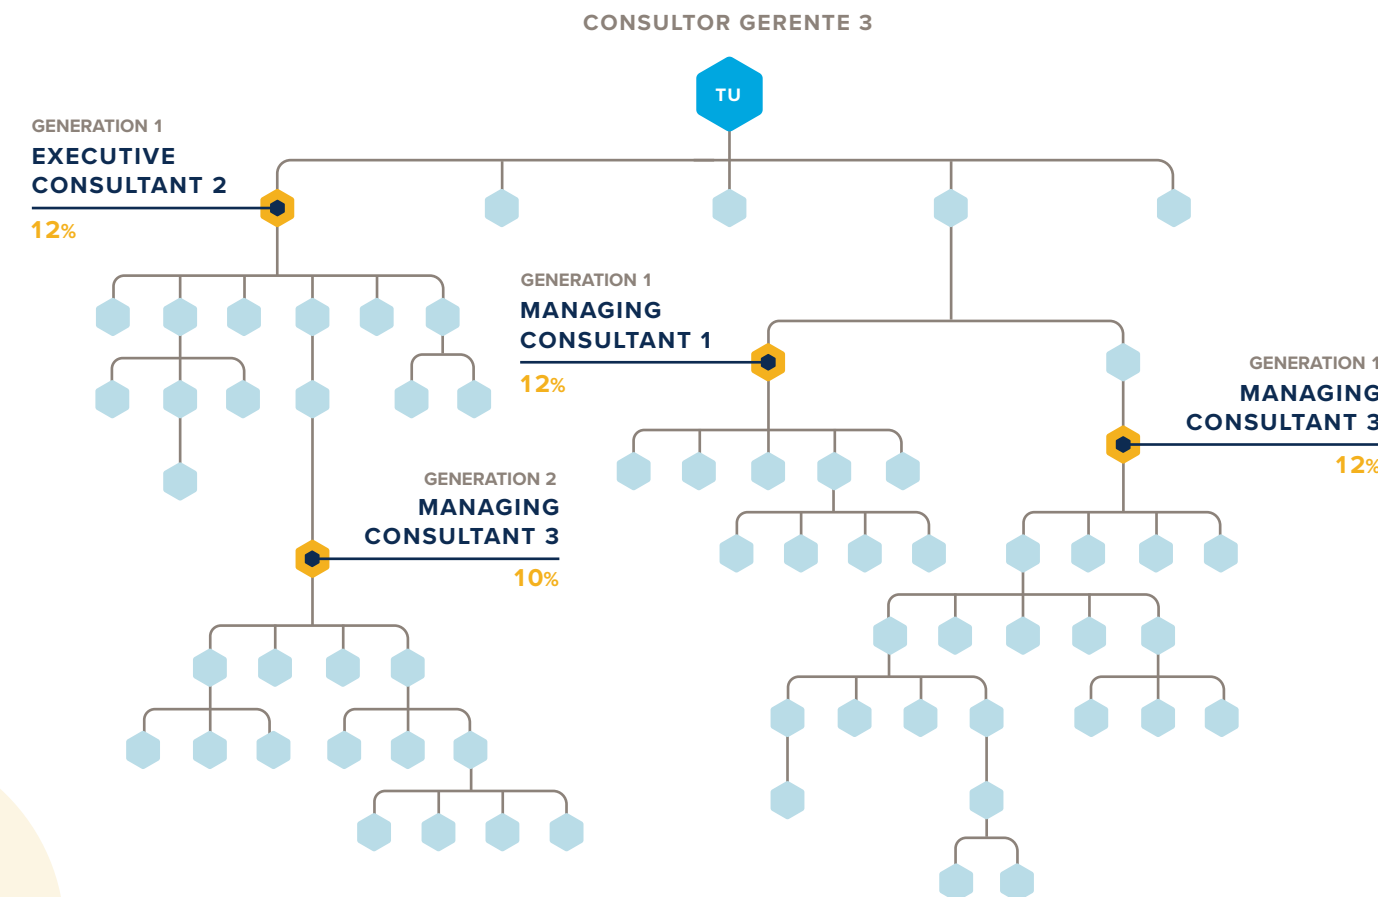 CONSULTOR GERENTE 3
TU
GENERATION 1
EXECUTIVE
CONSULTANT 2
12%
GENERATION 1
MANAGING
CONSULTANT 1
12%
GENERATION 1
MANAGING
CONSULTANT 3
12%
GENERATION 2
MANAGING
CONSULTANT 3
10%